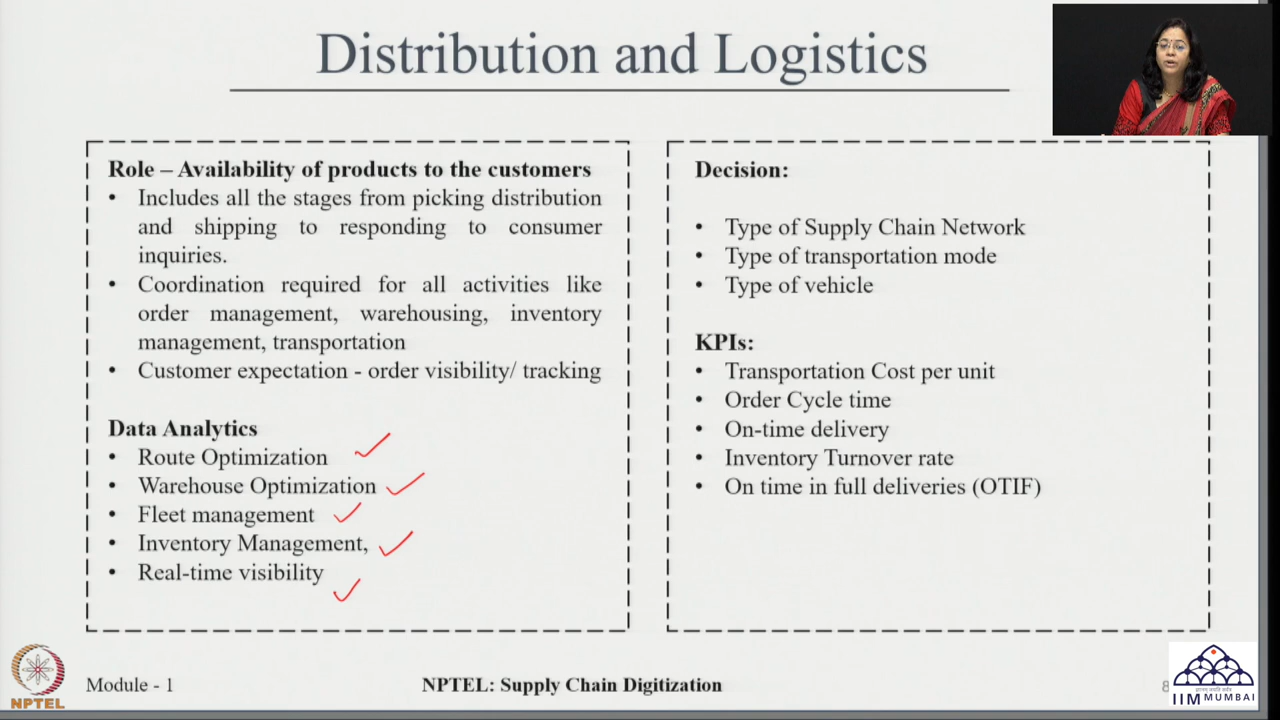 Distribution and Logistics
Role – Availability of products to the customers
• Includes all the stages from picking distribution
and shipping to responding to consumer
inquiries.
• Coordination required for all activities like
order management, warehousing, inventory
management, transportation
• Customer expectation - order visibility/ tracking
Data Analytics
• Route Optimization
• Warehouse Optimization
• Fleet management
• Inventory Management,
• Real-time visibility
Decision:
• Type of Supply Chain Network
• Type of transportation mode
• Type of vehicle
KPIs:
• Transportation Cost per unit
• Order Cycle time
• On-time delivery
• Inventory Turnover rate
• On time in full deliveries (OTIF)
NPTEL
Module - 1
NPTEL: Supply Chain Digitization
8
IIM MUMBAI